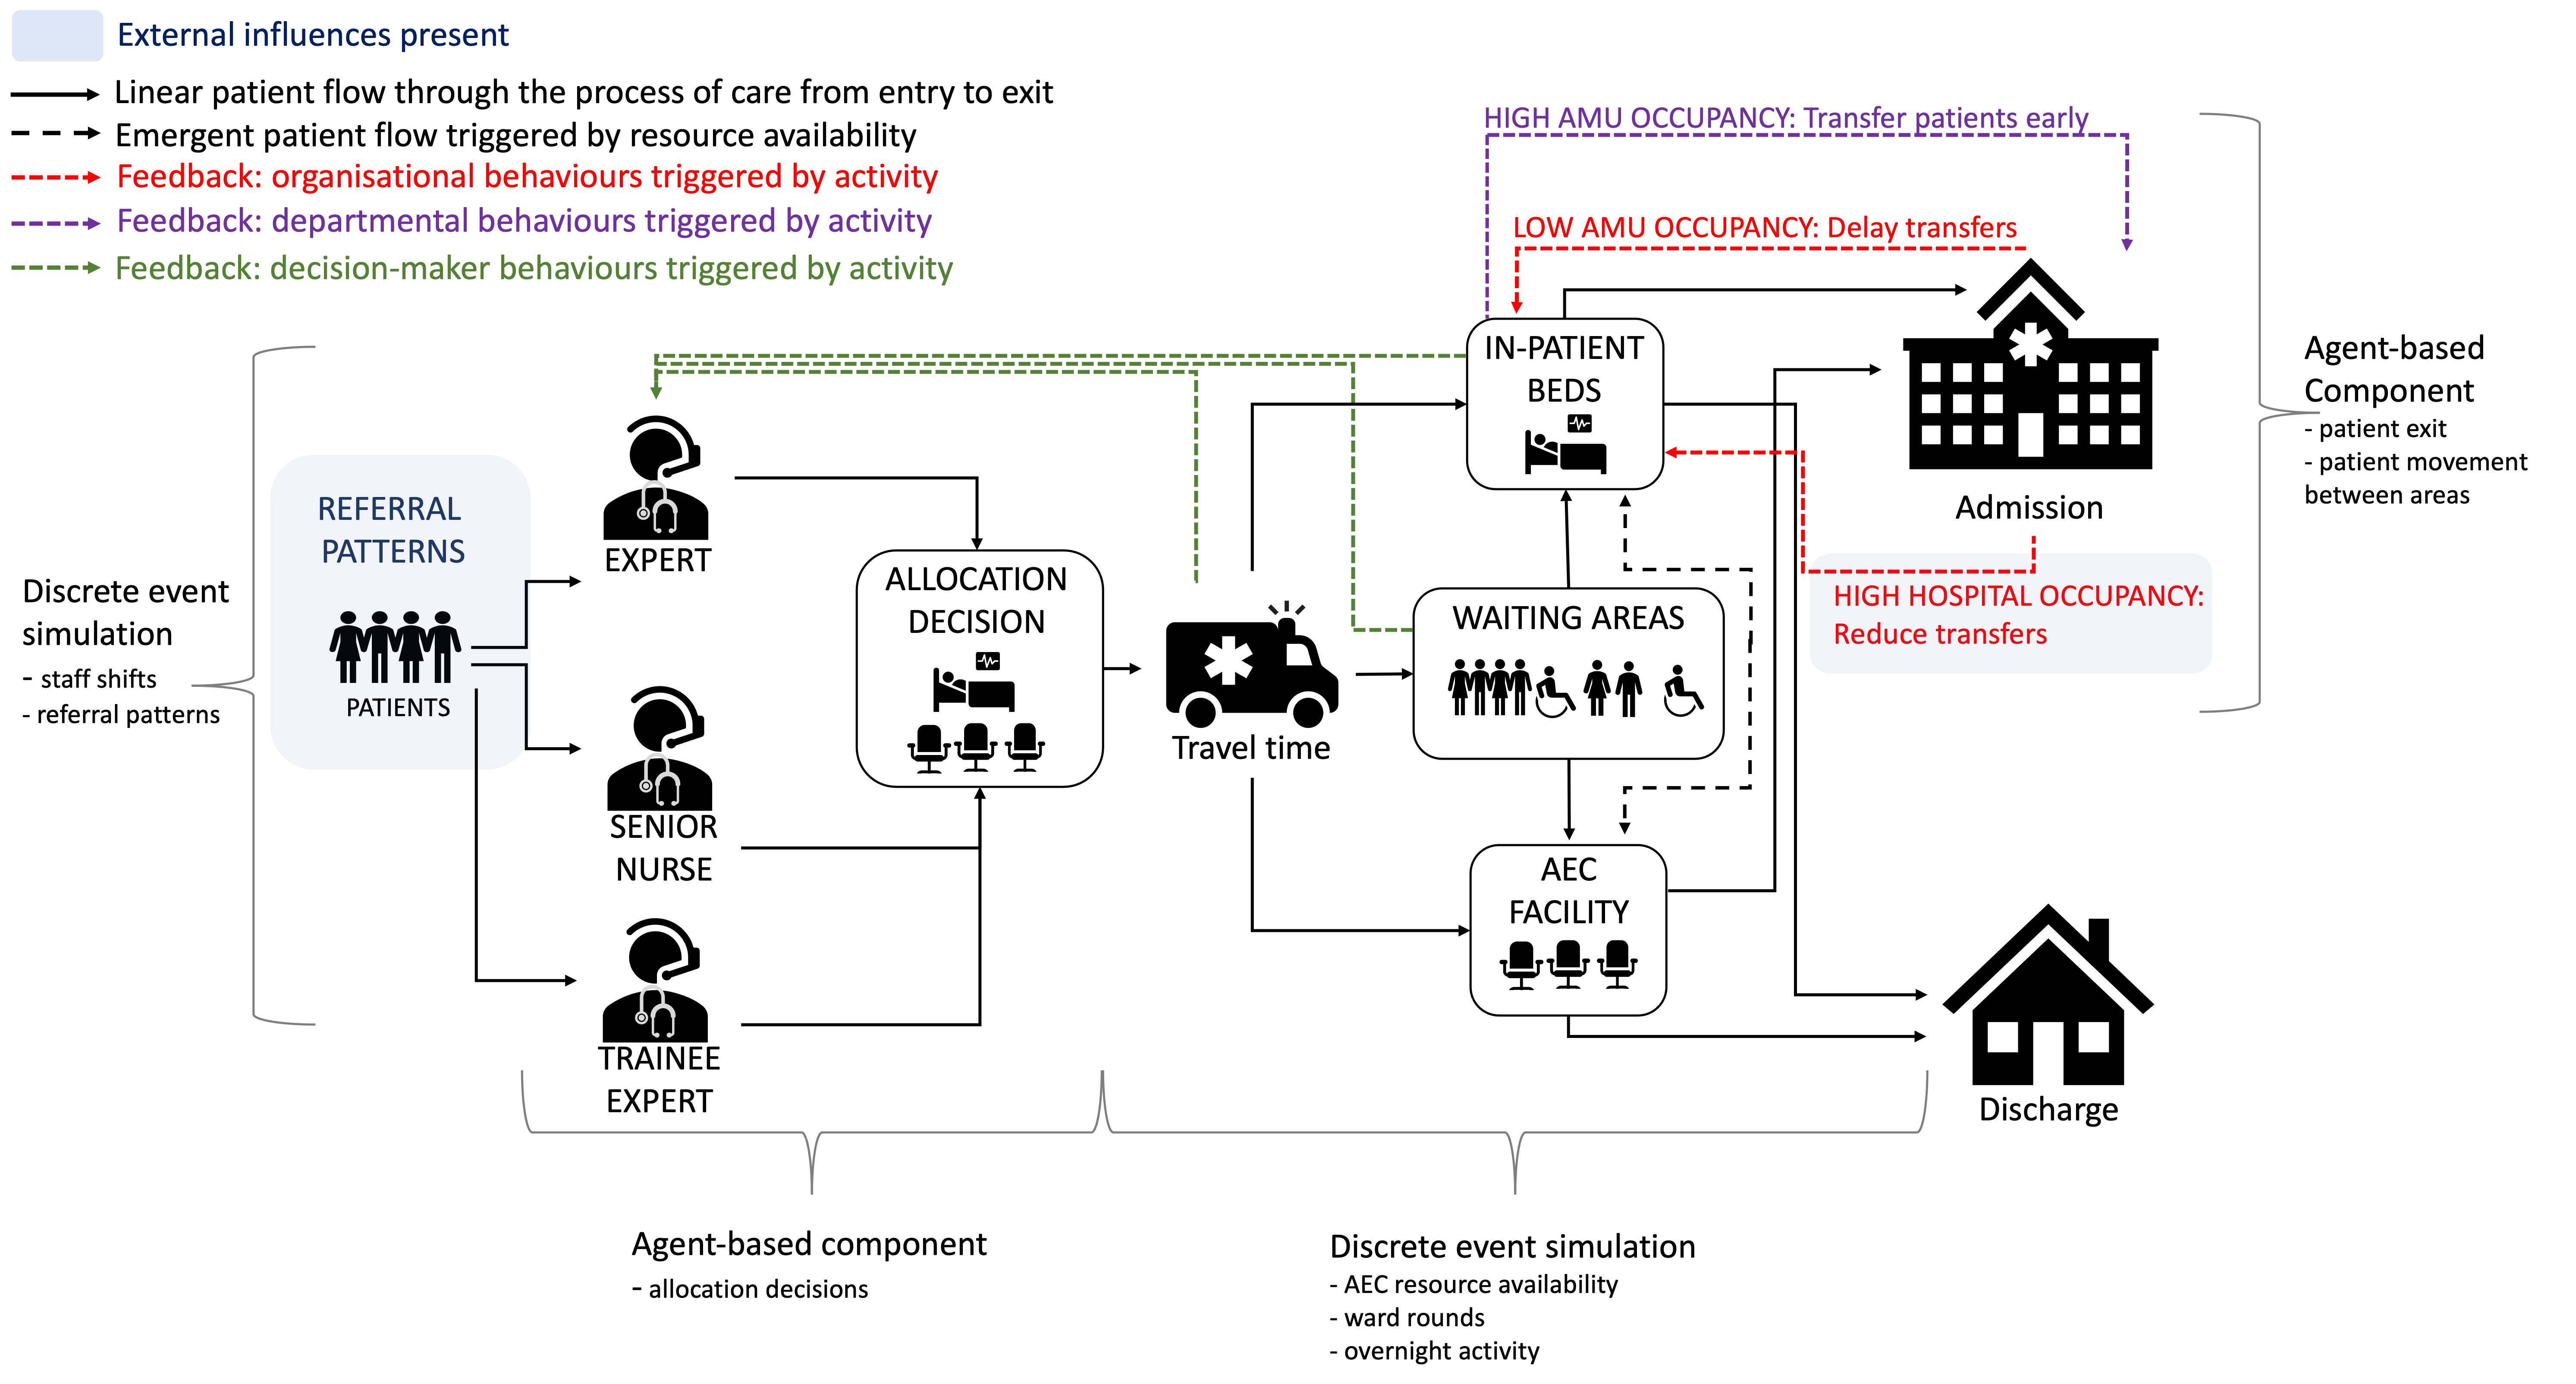 External influences present
Linear patient flow through the process of care from entry to exit
Emergent patient flow triggered by resource availability
Feedback: organisational behaviours triggered by activity
Feedback: departmental behaviours triggered by activity
Feedback: decision-maker behaviours triggered by activity
HIGH AMU OCCUPANCY: Transfer patients early
LOW AMU OCCUPANCY: Delay transfers
Discrete event
simulation
- staff shifts
- referral patterns
REFERRAL
PATTERNS
PATIENTS
EXPERT
SENIOR
NURSE
TRAINEE
EXPERT
ALLOCATION
DECISION
Travel time
IN-PATIENT
BEDS
WAITING AREAS
AEC
FACILITY
Admission
HIGH HOSPITAL OCCUPANCY:
Reduce transfers
Discharge
Agent-based
Component
- patient exit
- patient movement
between areas
Agent-based component
- allocation decisions
Discrete event simulation
- AEC resource availability
- ward rounds
- overnight activity